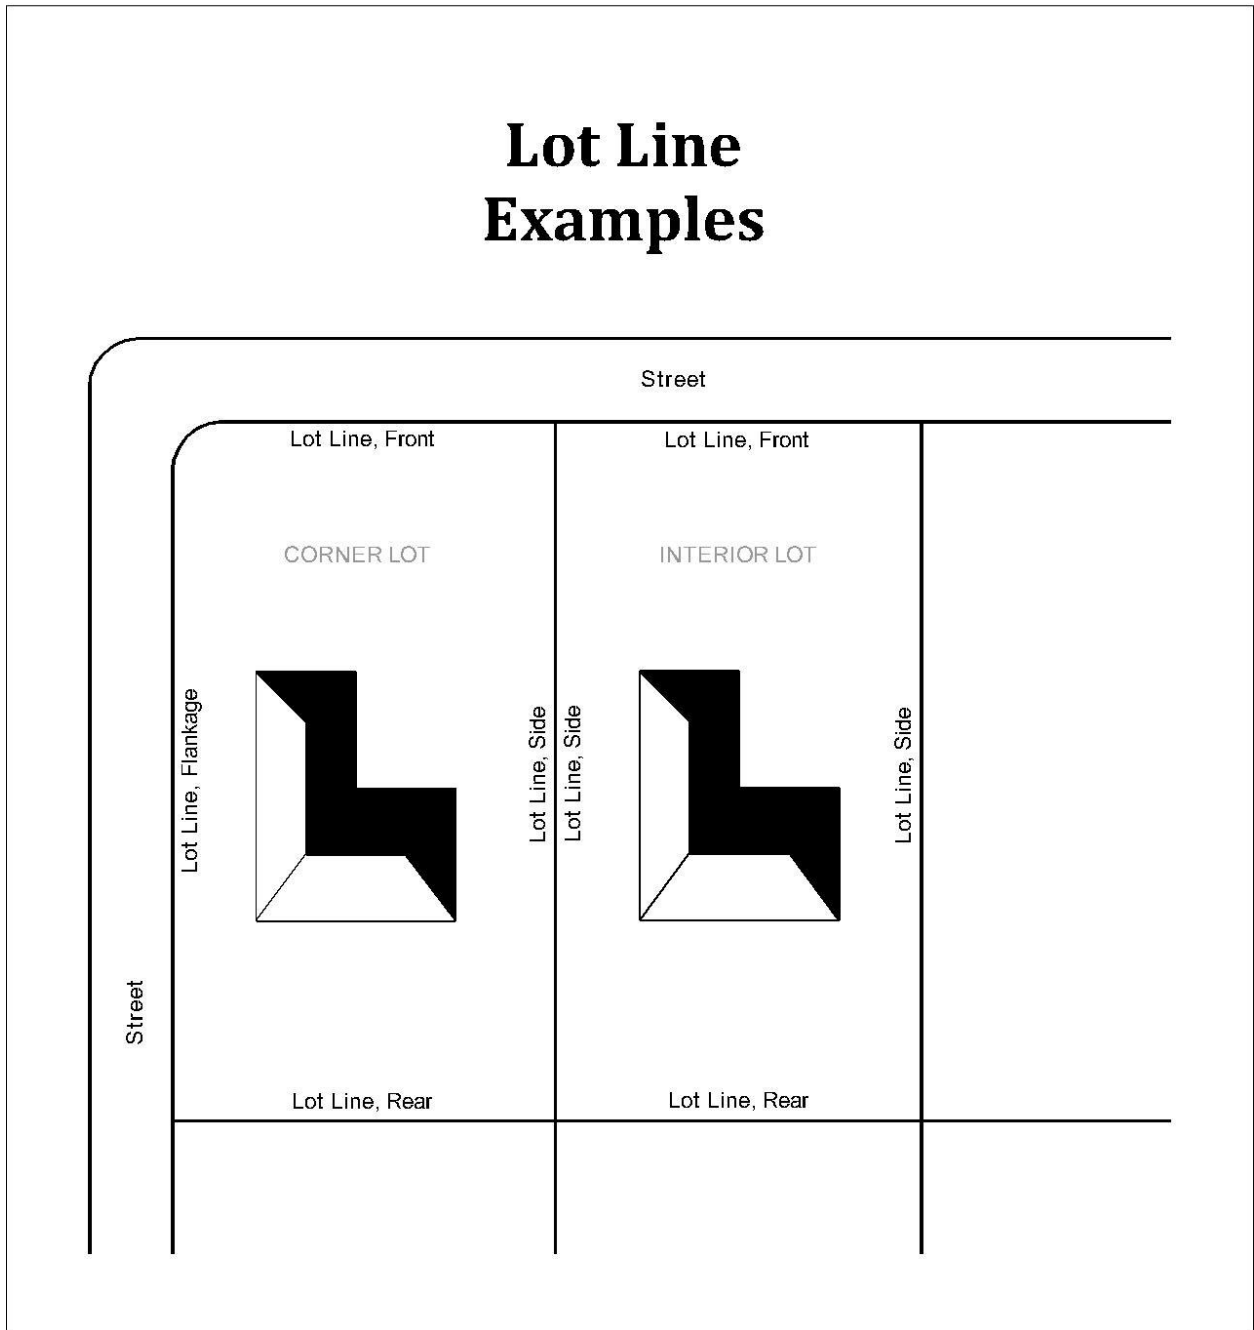 Lot Line
Examples
Street
Lot Line, Front
Lot Line, Front
CORNER LOT
INTERIOR LOT
Lot Line, Flankage
Lot Line, Side
Lot Line, Side
Lot Line, Side
Street
Lot Line, Rear
Lot Line, Rear